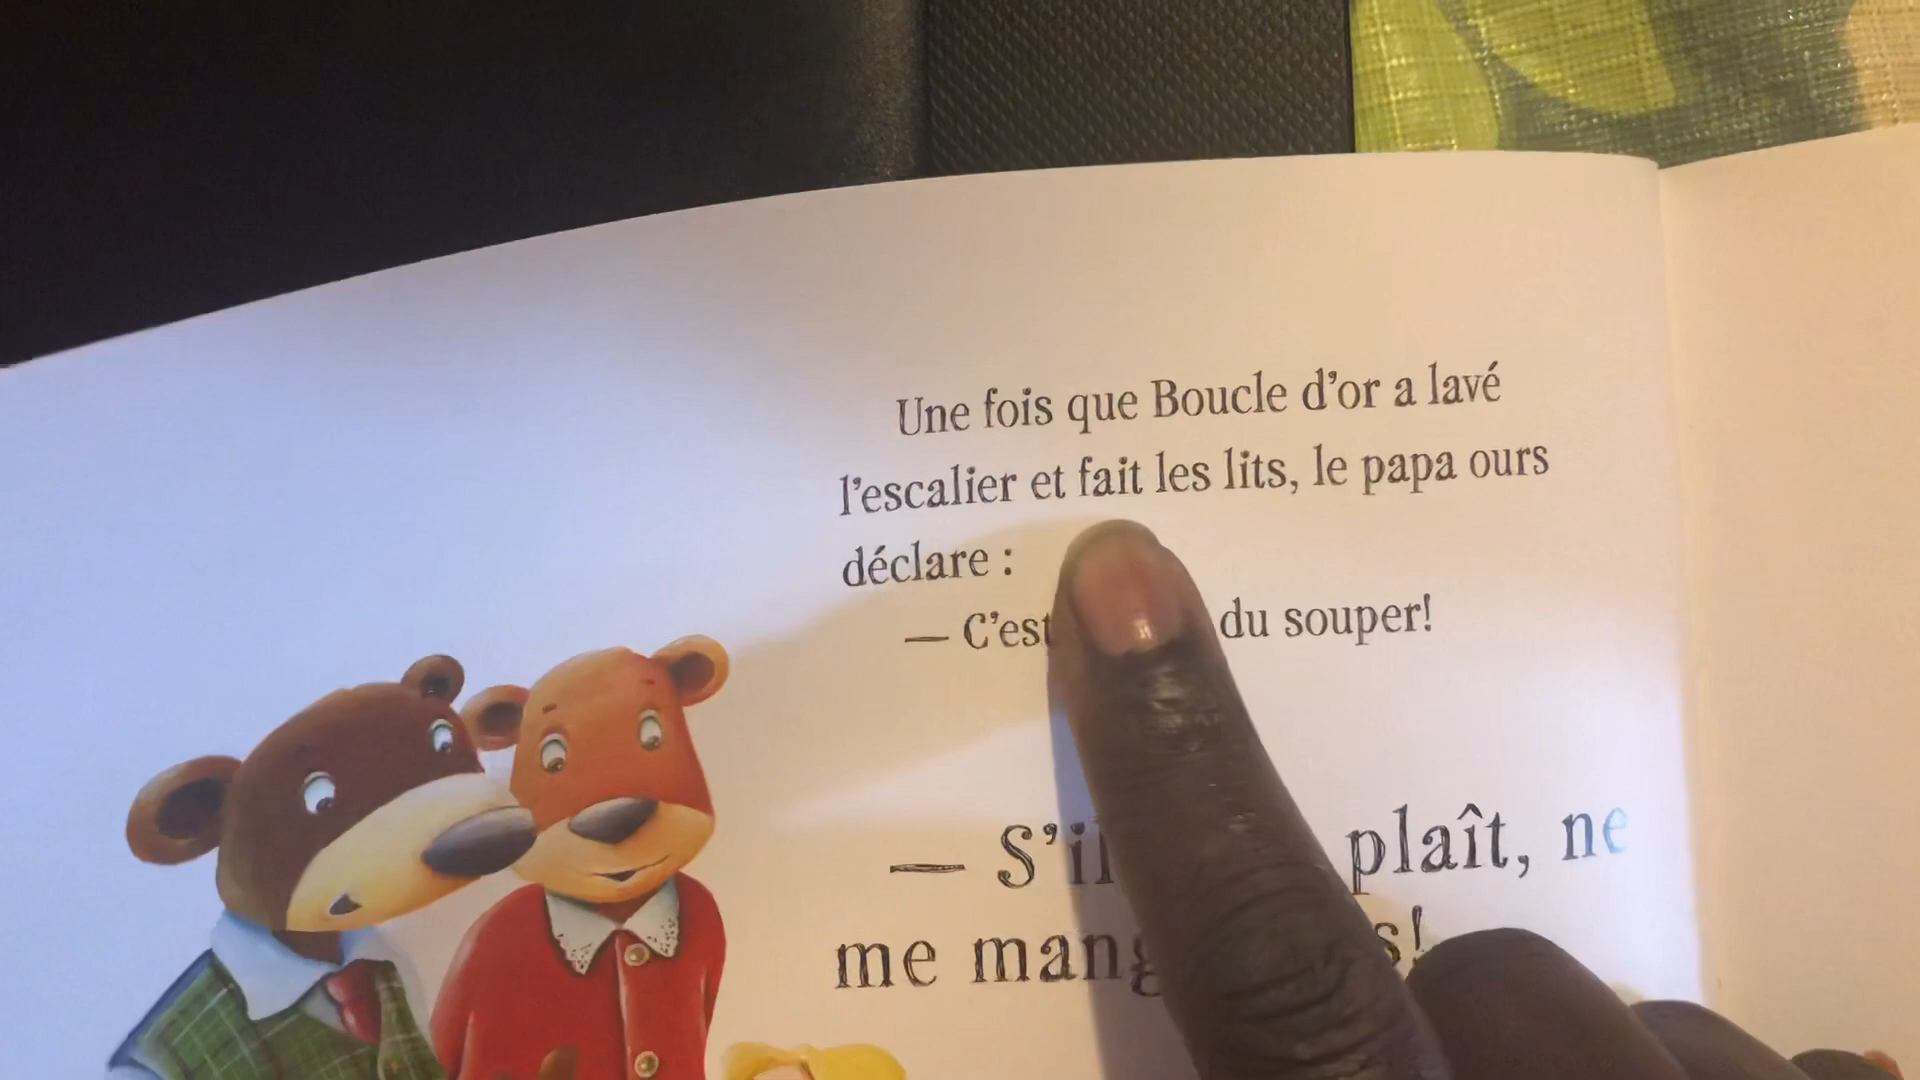 Une fois que Boucle d'or a lavé
l'escalier et fait les lits, le papa ours
déclare :
— C'est du souper!
— S'il plaît, ne
me